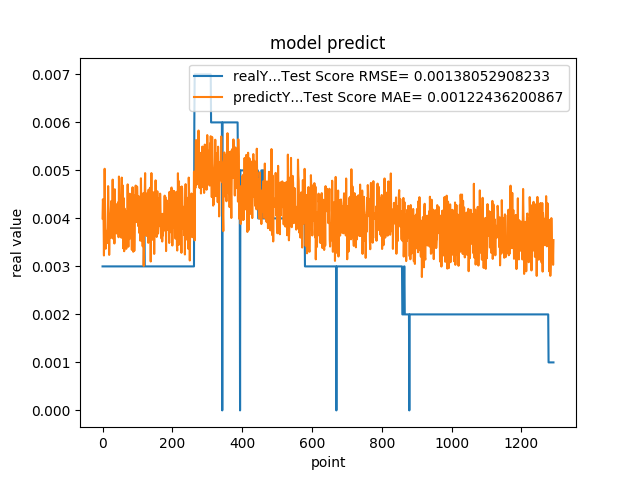 model predict
realY...Test Score RMSE= 0.00138052908233
predictY...Test Score MAE= 0.00122436200867
0.007
0.006
0.005
0.004
0.003
0.002
0.001
0.000
real value
0 200 400 600 800 1000 1200
point